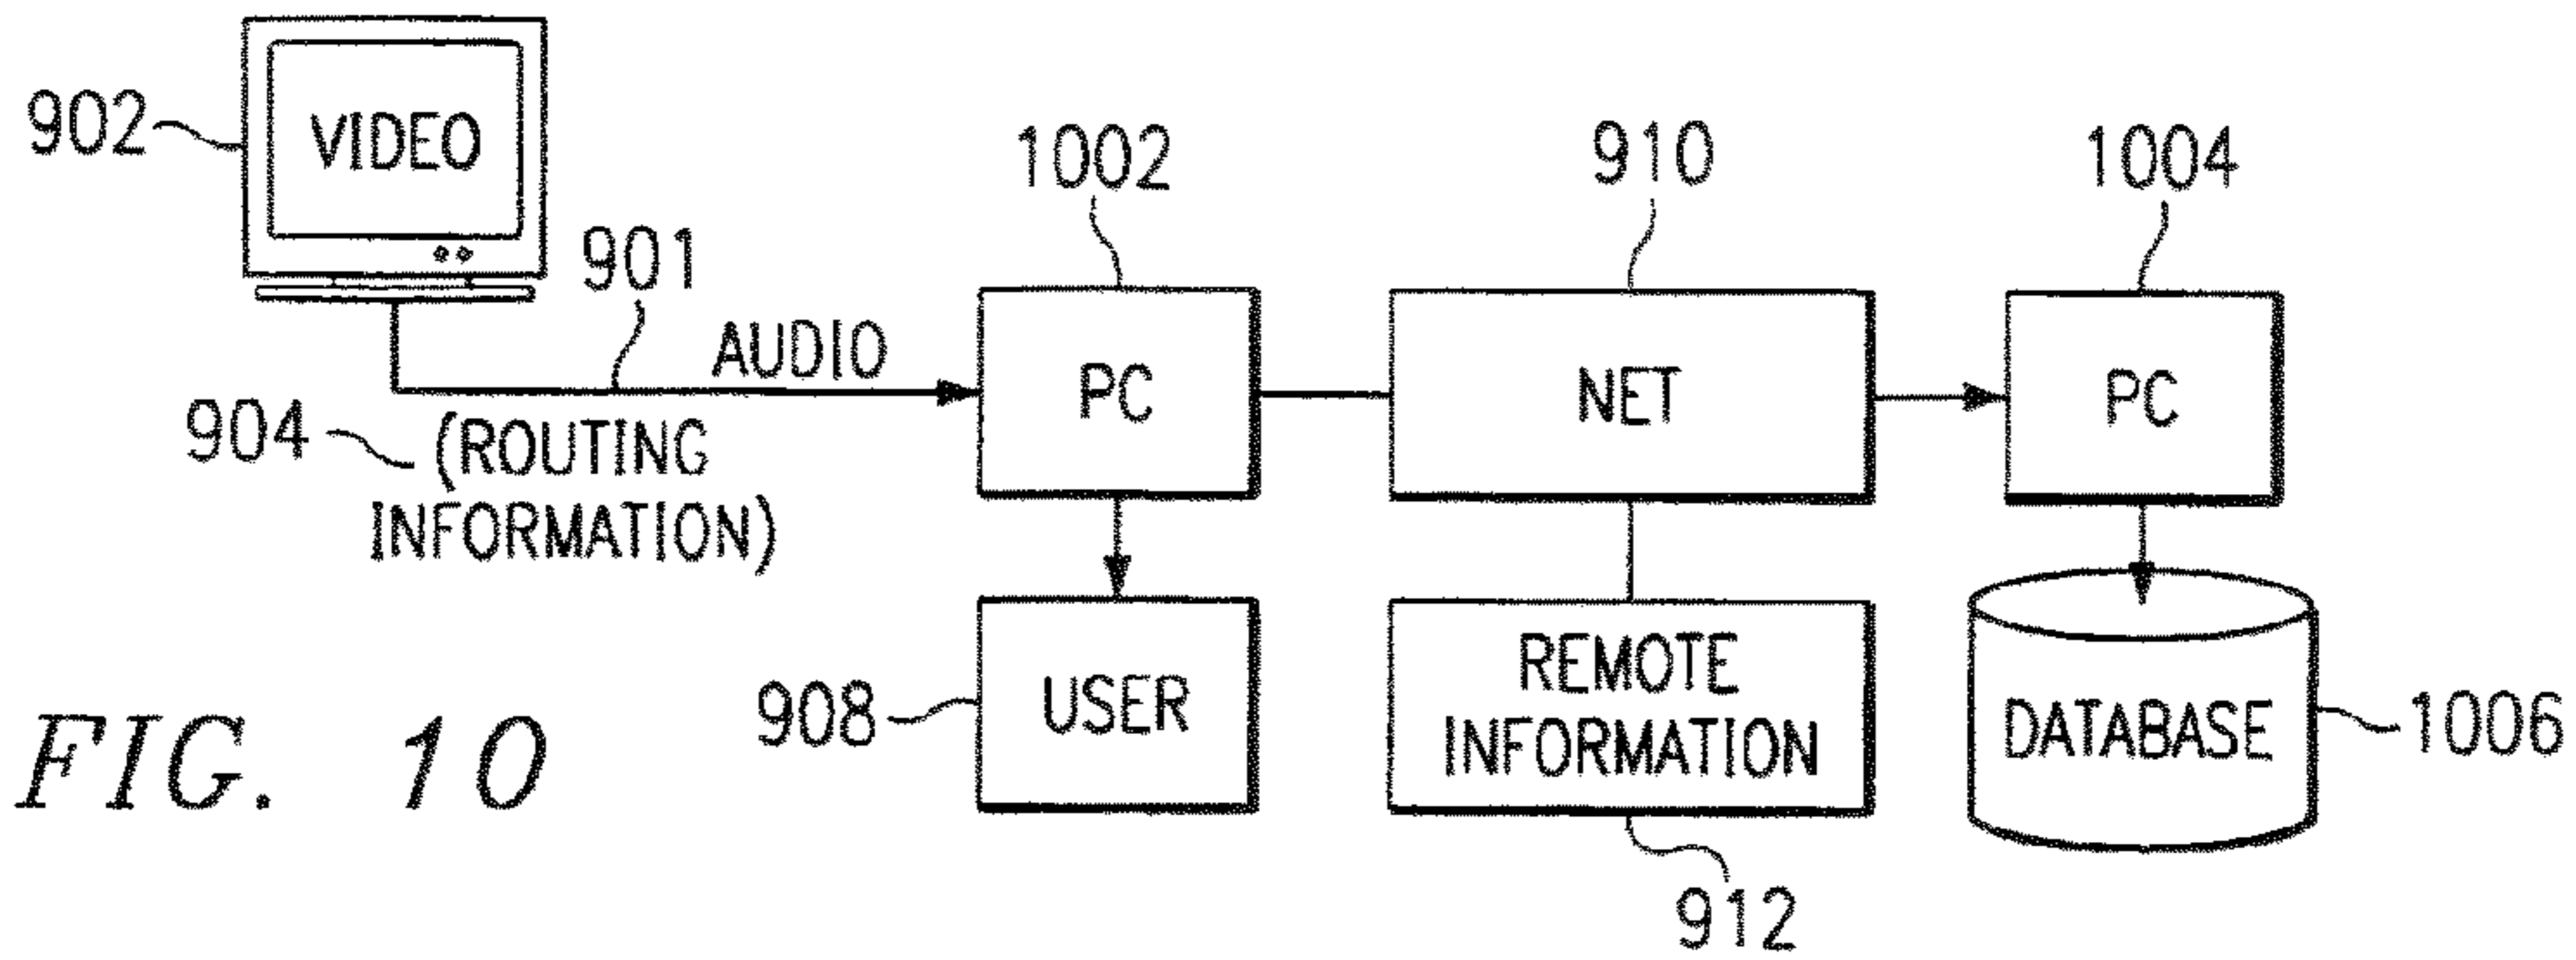 902
VIDEO
1002
910
1004
901
AUDIO
PC
NET
PC
904
(ROUTING
INFORMATION)
908
USER
REMOTE
INFORMATION
DATABASE
1006
912
FIG. 10